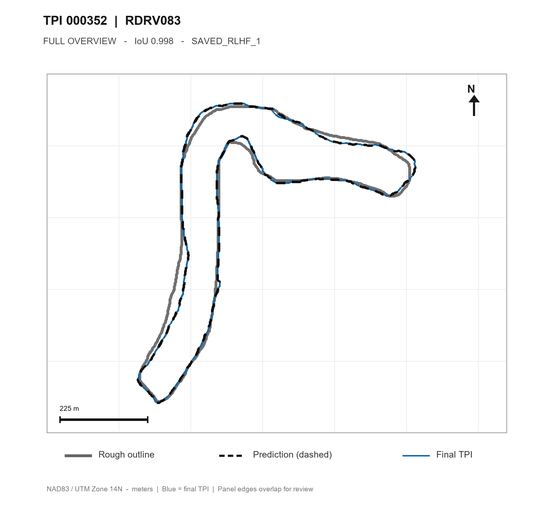 TPI 000352 | RDRV083
FULL OVERVIEW - IoU 0.998 - SAVED_RLHF_1
N
225 m
Rough outline
Prediction (dashed)
Final TPI
NAD83 / UTM Zone 14N - meters | Blue = final TPI | Panel edges overlap for review